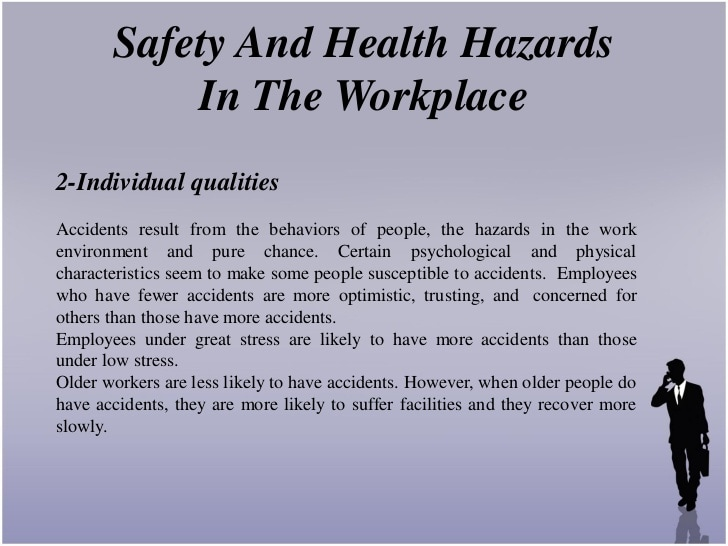 Safety And Health Hazards
In The Workplace
2-Individual qualities
Accidents result from the behaviors of people, the hazards in the work
environment and pure chance. Certain psychological and physical
characteristics seem to make some people susceptible to accidents. Employees
who have fewer accidents are more optimistic, trusting, and concerned for
others than those have more accidents.
Employees under great stress are likely to have more accidents than those
under low stress.
Older workers are less likely to have accidents. However, when older people do
have accidents, they are more likely to suffer facilities and they recover more
slowly.